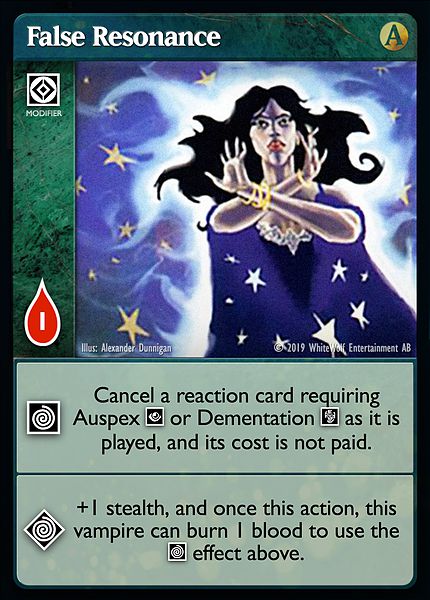 False Resonance
A
MODIFIER
1
Illus: Alexander Dunnigan
© 2019 White Wolf Entertainment AB
Cancel a reaction card requiring
Auspex or Dementation as it is
played, and its cost is not paid.
+1 stealth, and once this action, this
vampire can burn 1 blood to use the
effect above.